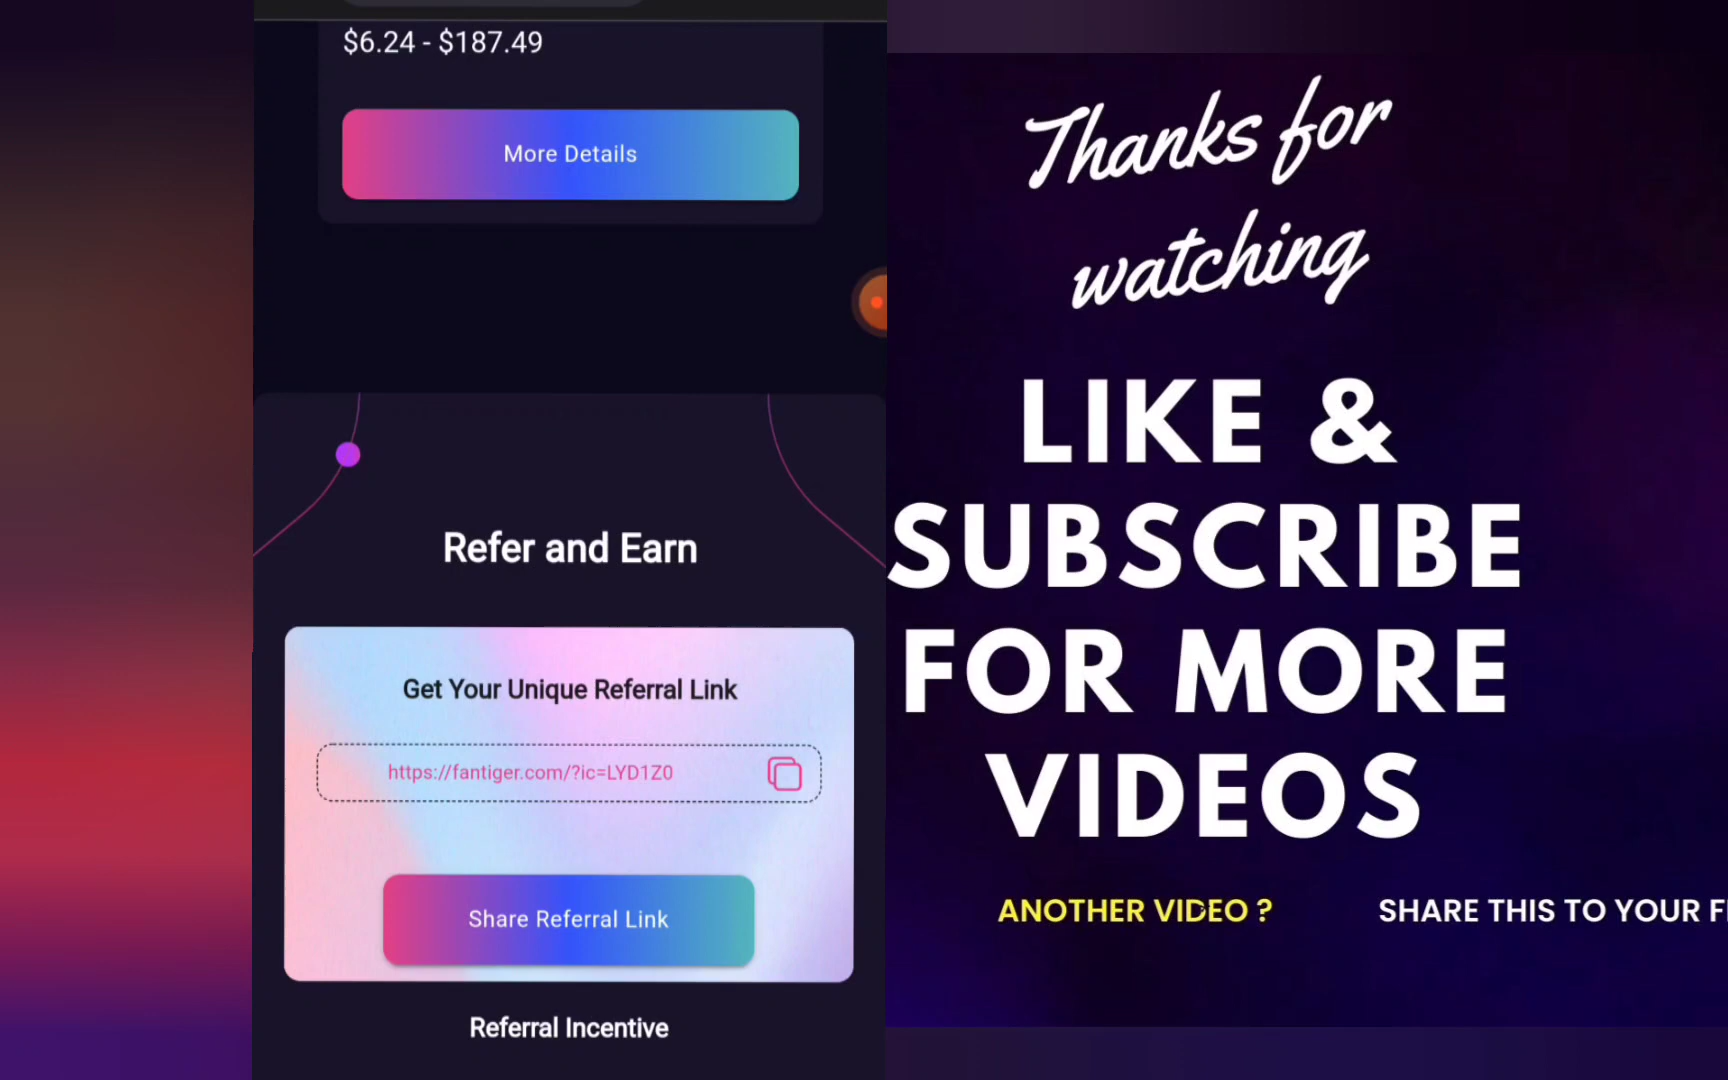 $6.24 - $187.49
More Details
Refer and Earn
Get Your Unique Referral Link
https://fantiger.com/?ic=LYD1Z0
Share Referral Link
Referral Incentive
Thanks for
watching
LIKE &
SUBSCRIBE
FOR MORE
VIDEOS
ANOTHER VIDEO ?
SHARE THIS TO YOUR